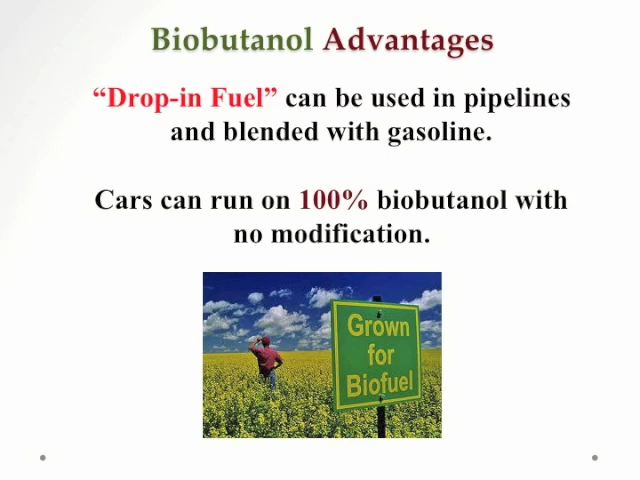 Biobutanol Advantages
“Drop-in Fuel” can be used in pipelines
and blended with gasoline.
Cars can run on 100% biobutanol with
no modification.
Grown
for
Biofuel